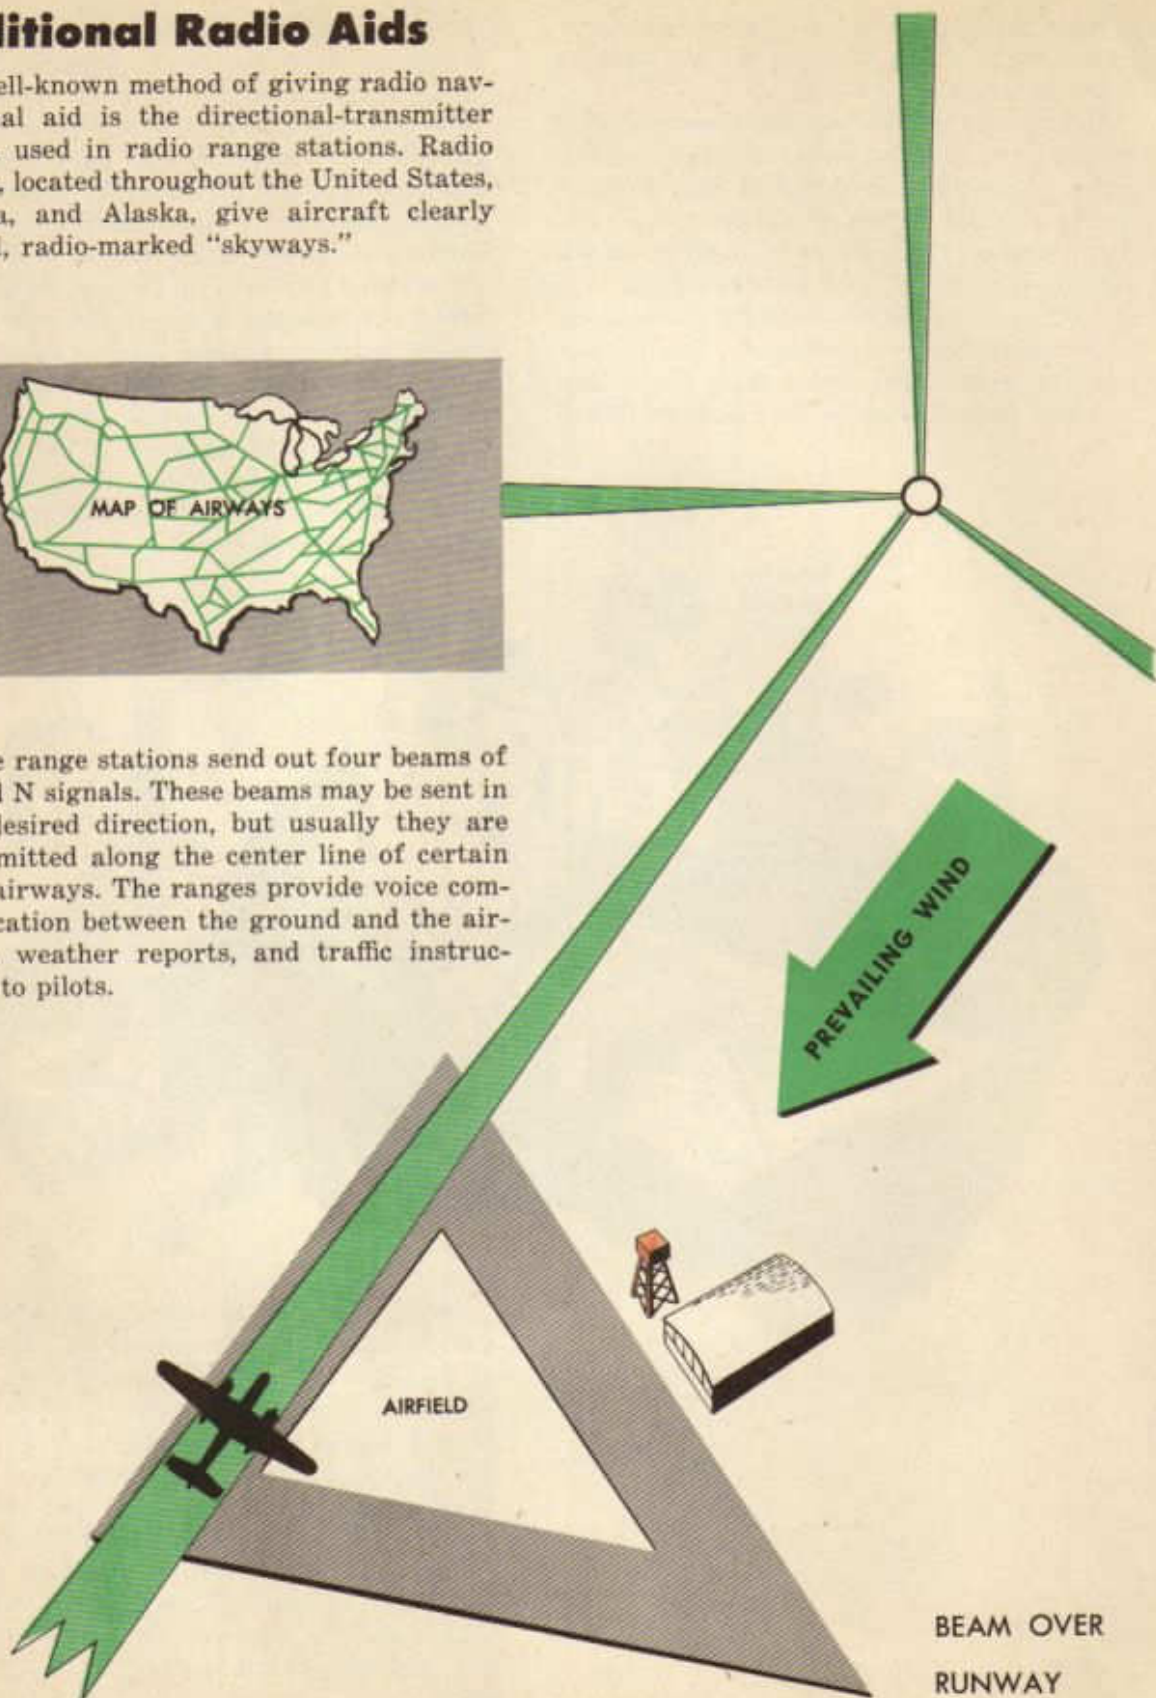 ditional Radio Aids
ell-known method of giving radio nav-
al aid is the directional-transmitter
used in radio range stations. Radio
, located throughout the United States,
a, and Alaska, give aircraft clearly
l, radio-marked “skyways.”
MAP OF AIRWAYS
e range stations send out four beams of
d N signals. These beams may be sent in
desired direction, but usually they are
mitted along the center line of certain
airways. The ranges provide voice com-
cation between the ground and the air-
weather reports, and traffic instruc-
to pilots.
PREVAILING WIND
AIRFIELD
BEAM OVER
RUNWAY